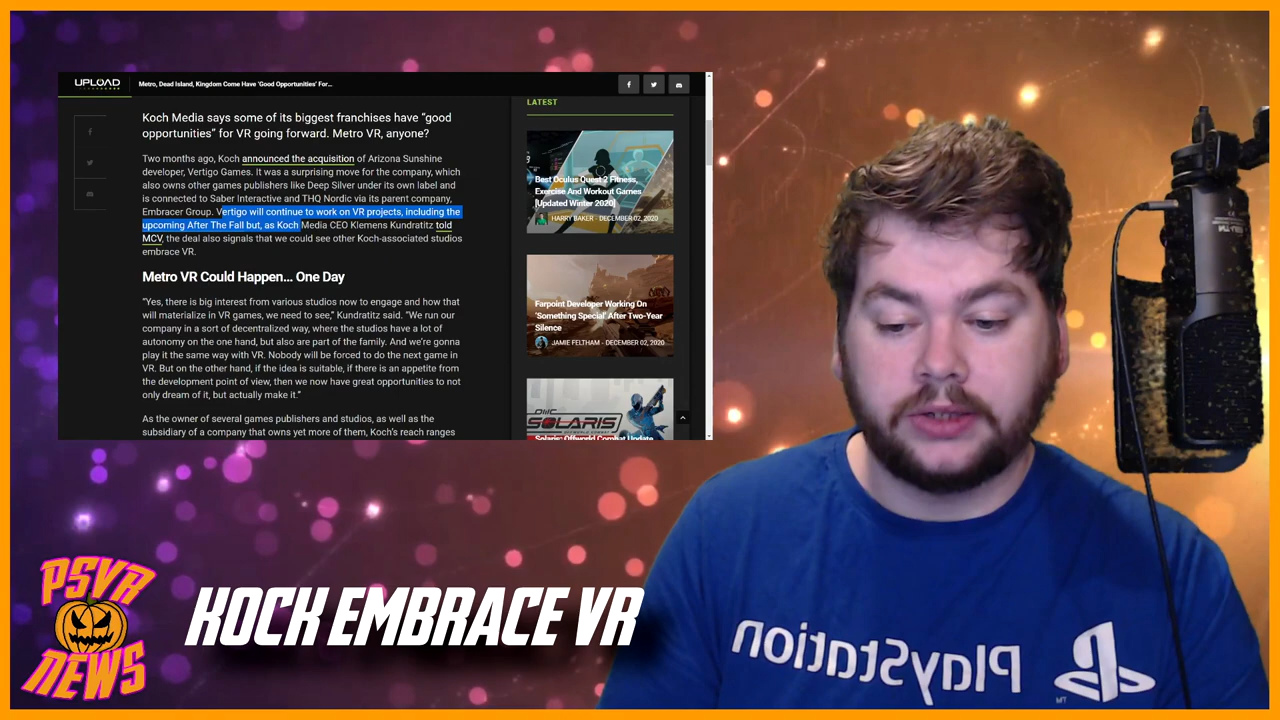 UPLOAD
Metro, Dead Island, Kingdom Come Have ‘Good Opportunities’ For...
Koch Media says some of its biggest franchises have “good
opportunities” for VR going forward. Metro VR, anyone?
Two months ago, Koch announced the acquisition of Arizona Sunshine
developer, Vertigo Games. It was a surprising move for the company, which
also owns other games publishers like Deep Silver under its own label and
is connected to Saber Interactive and THQ Nordic via its parent company,
Embracer Group. Vertigo will continue to work on VR projects, including the
upcoming After The Fall but, as Koch Media CEO Klemens Kundratitz told
MCV, the deal also signals that we could see other Koch-associated studios
embrace VR.
Metro VR Could Happen... One Day
“Yes, there is big interest from various studios now to engage and how that
will materialize in VR games, we need to see,” Kundratitz said. “We run our
company in a sort of decentralized way, where the studios have a lot of
autonomy on the one hand, but also are part of the family. And we’re gonna
play it the same way with VR. Nobody will be forced to do the next game in
VR. But on the other hand, if the idea is suitable, if there is an appetite from
the development point of view, then we now have great opportunities to not
only dream of it, but actually make it.”
As the owner of several games publishers and studios, as well as the
subsidiary of a company that owns yet more of them, Koch’s reach ranges
LATEST
Best Oculus Quest 2 Fitness,
Exercise And Workout Games
[Updated Winter 2020]
HARRY BAKER - DECEMBER 02, 2020
Farpoint Developer Working On
‘Something Special’ After Two-Year
Silence
JAMIE FELTHAM - DECEMBER 02, 2020
SOLARIS
Solaris: Offworld Combat Update
PSVR
NEWS
KOCK EMBRACE VR
PlayStation
TM